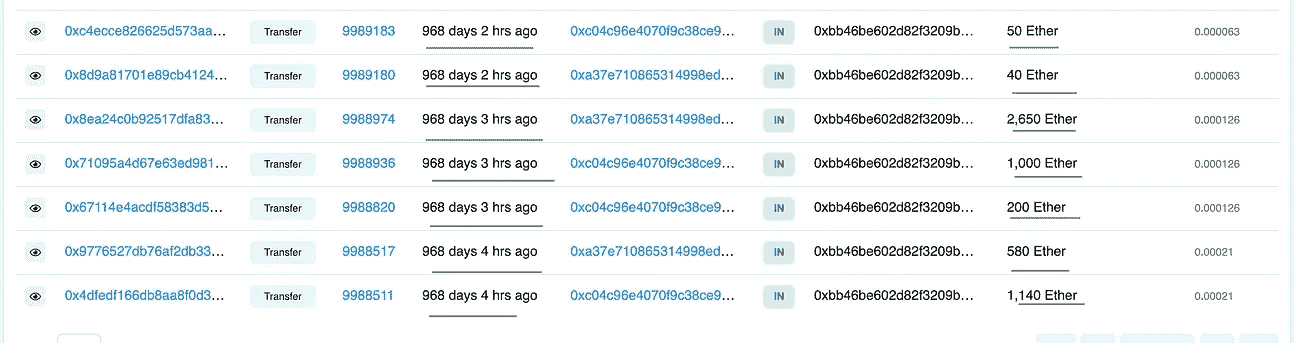 0xc4ecce826625d573aa... Transfer 9989183 968 days 2 hrs ago 0xc04c96e4070f9c38ce9... IN 0xbb46be602d82f3209b... 50 Ether 0.000063
0x8d9a81701e89cb4124... Transfer 9989180 968 days 2 hrs ago 0xa37e710865314998ed... IN 0xbb46be602d82f3209b... 40 Ether 0.000063
0x8ea24c0b92517dfa83... Transfer 9988974 968 days 3 hrs ago 0xa37e710865314998ed... IN 0xbb46be602d82f3209b... 2,650 Ether 0.000126
0x71095a4d67e63ed981... Transfer 9988936 968 days 3 hrs ago 0xc04c96e4070f9c38ce9... IN 0xbb46be602d82f3209b... 1,000 Ether 0.000126
0x67114e4acdf58383d5... Transfer 9988820 968 days 3 hrs ago 0xc04c96e4070f9c38ce9... IN 0xbb46be602d82f3209b... 200 Ether 0.000126
0x9776527db76af2db33... Transfer 9988517 968 days 4 hrs ago 0xa37e710865314998ed... IN 0xbb46be602d82f3209b... 580 Ether 0.00021
0x4dfedf166db8aa8f0d3... Transfer 9988511 968 days 4 hrs ago 0xc04c96e4070f9c38ce9... IN 0xbb46be602d82f3209b... 1,140 Ether 0.00021